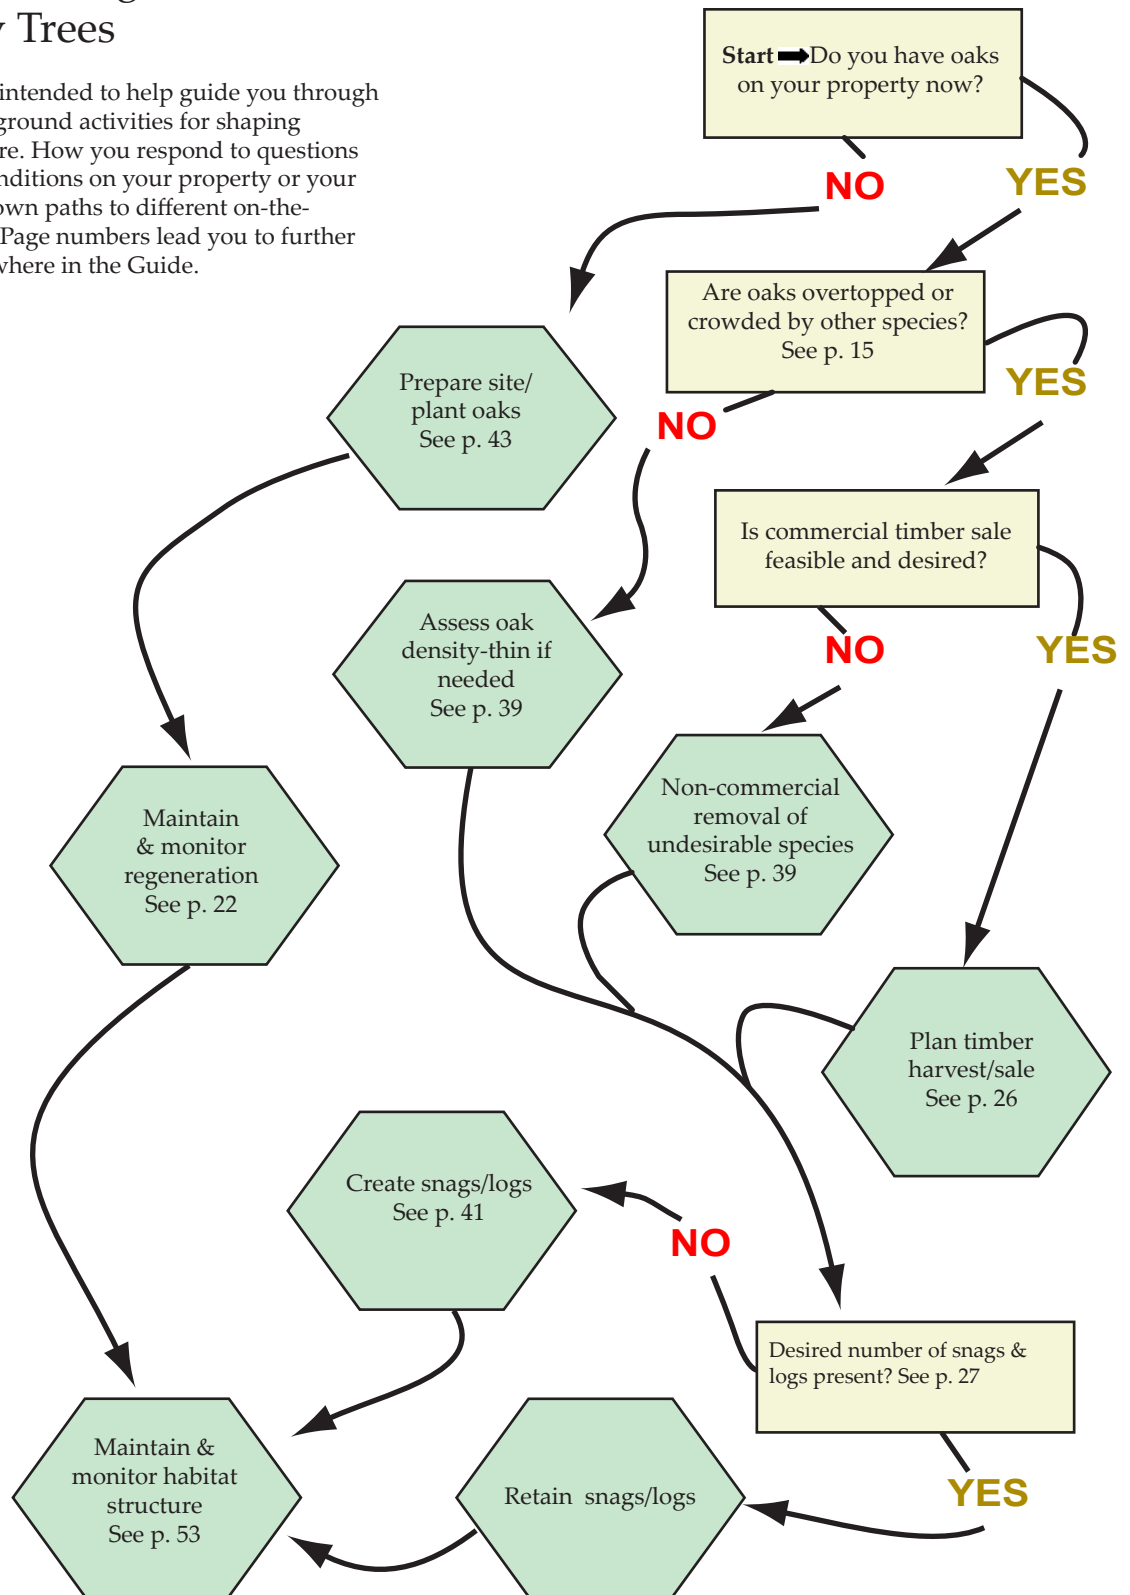 Trees
intended to help guide you through
ground activities for shaping
re. How you respond to questions
nditions on your property or your
own paths to different on-the-
Page numbers lead you to further
where in the Guide.
Start Do you have oaks
on your property now?
NO
YES
Are oaks overtopped or
crowded by other species?
See p. 15
YES
NO
Prepare site/
plant oaks
See p. 43
Is commercial timber sale
feasible and desired?
NO
YES
Assess oak
density-thin if
needed
See p. 39
Non-commercial
removal of
undesirable species
See p. 39
Maintain
& monitor
regeneration
See p. 22
Plan timber
harvest/sale
See p. 26
Create snags/logs
See p. 41
NO
Desired number of snags &
logs present? See p. 27
YES
Maintain &
monitor habitat
structure
See p. 53
Retain snags/logs